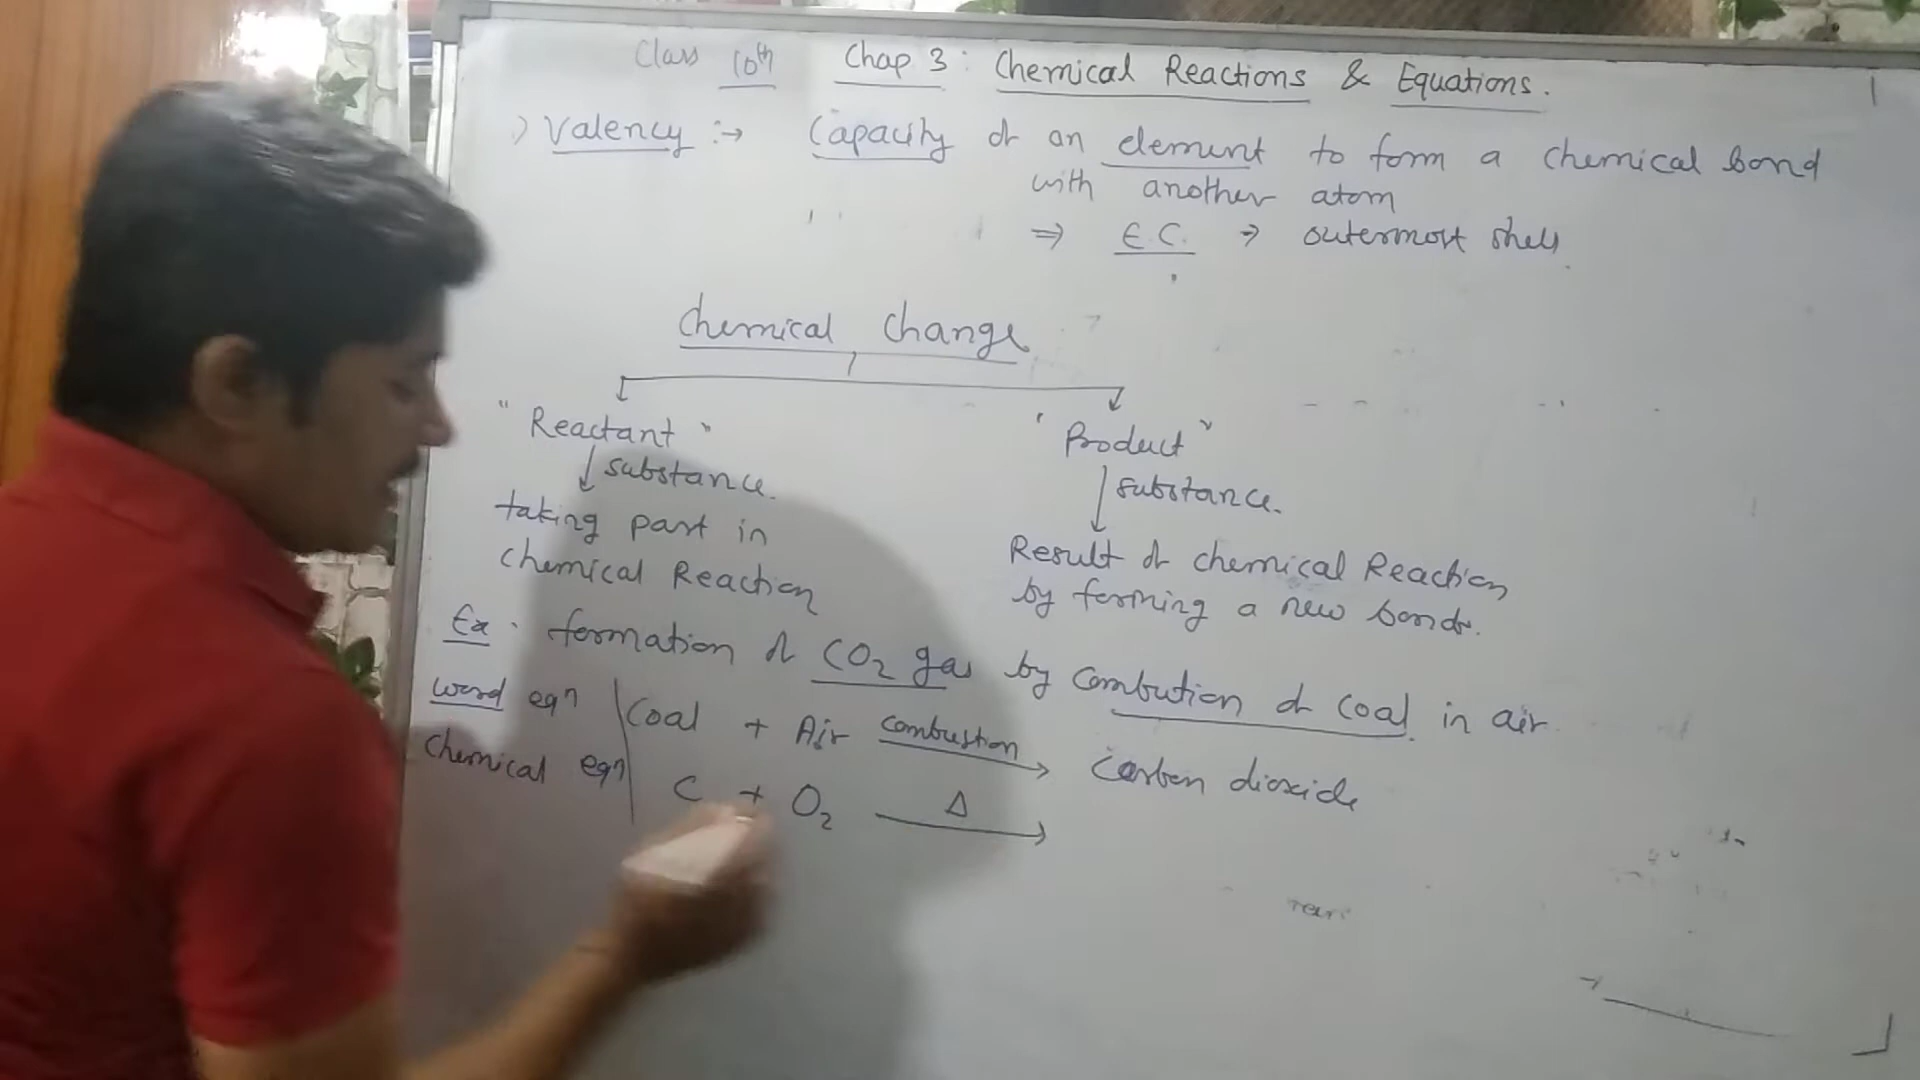 Class 10th Chap 3: Chemical Reactions & Equations.
1
) Valency :→ Capacity of an element to form a chemical bond
with another atom
⇒ E.C. → outermost shell
Chemical Change
"Reactant" "Product"
substance. substance.
taking part in
chemical Reaction
Result of chemical Reaction
by forming a new bonds.
Ex. formation of CO2 gas by Combution of Coal in air
word eqn Coal + Air combustion → Carbon dioxide
Chemical eqn C + O2 Δ →